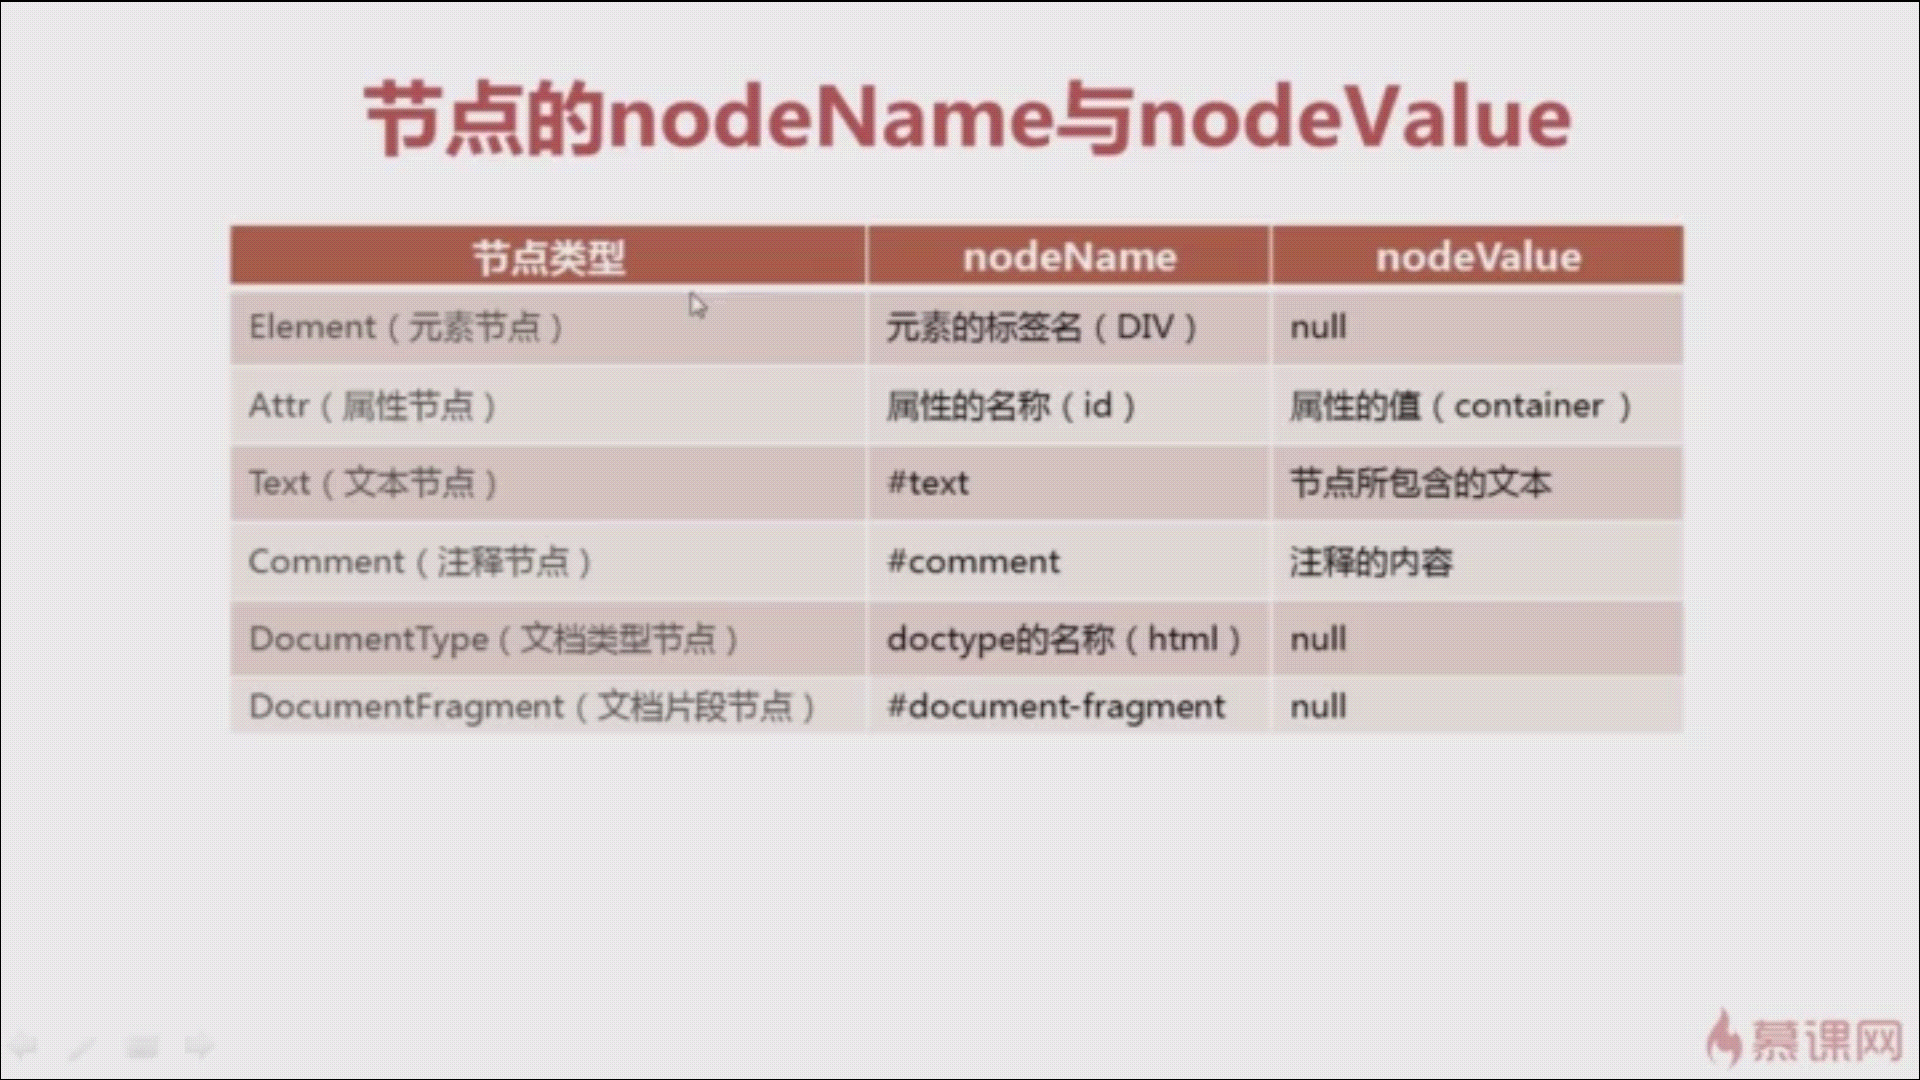 节点的nodeName与nodeValue
节点类型 nodeName nodeValue
Element（元素节点） 元素的标签名（DIV） null
Attr（属性节点） 属性的名称（id） 属性的值（container ）
Text（文本节点） #text 节点所包含的文本
Comment（注释节点） #comment 注释的内容
DocumentType（文档类型节点） doctype的名称（html） null
DocumentFragment（文档片段节点） #document-fragment null
慕课网